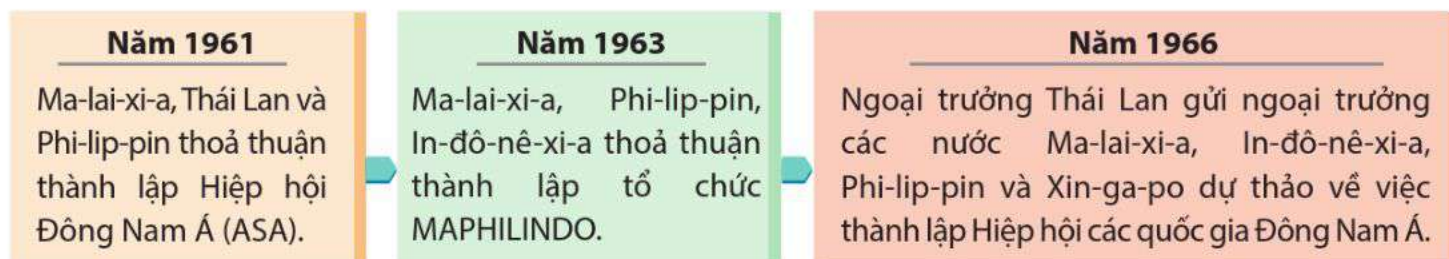 Năm 1961
Ma-lai-xi-a, Thái Lan và
Phi-lip-pin thoả thuận
thành lập Hiệp hội
Đông Nam Á (ASA).
Năm 1963
Ma-lai-xi-a, Phi-lip-pin,
In-đô-nê-xi-a thoả thuận
thành lập tổ chức
MAPHILINDO.
Năm 1966
Ngoại trưởng Thái Lan gửi ngoại trưởng
các nước Ma-lai-xi-a, In-đô-nê-xi-a,
Phi-lip-pin và Xin-ga-po dự thảo về việc
thành lập Hiệp hội các quốc gia Đông Nam Á.